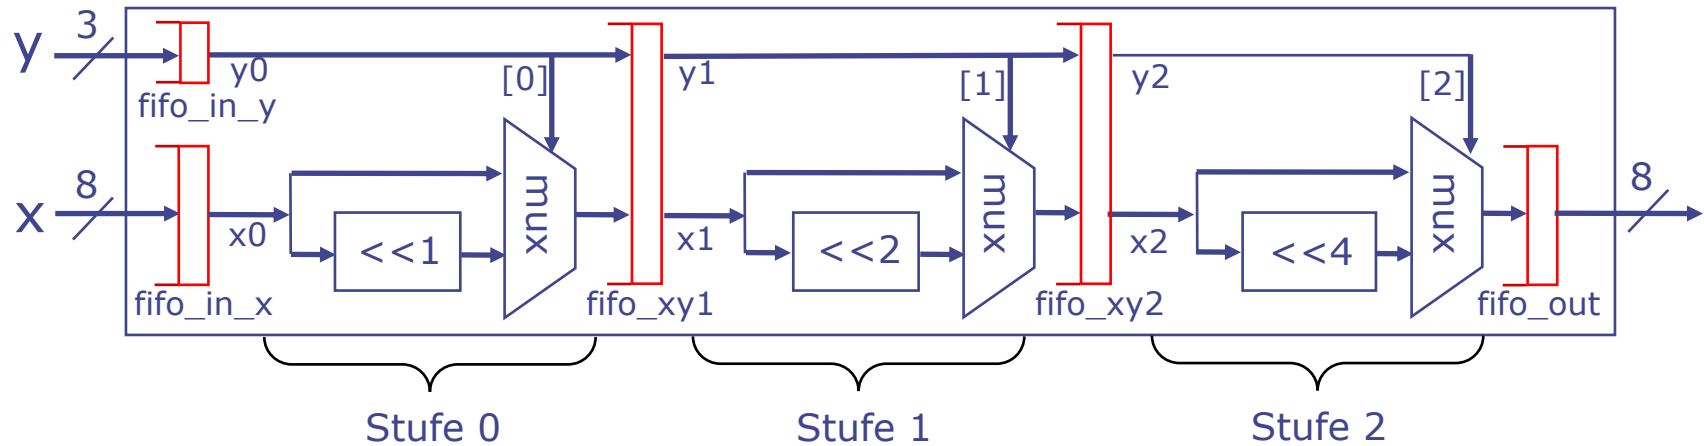 y
3
y0
[0]
fifo_in_y
x
8
x0
<<1
mux
fifo_in_x
y1
[1]
x1
<<2
mux
fifo_xy1
y2
[2]
x2
<<4
mux
fifo_xy2
8
fifo_out
Stufe 0
Stufe 1
Stufe 2